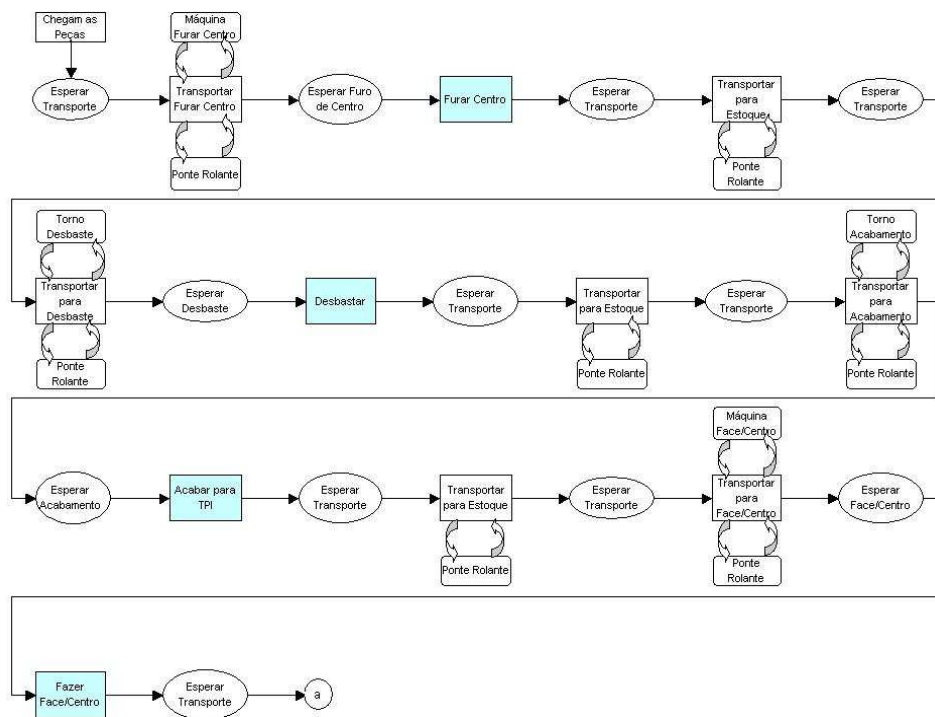 Chegam as
Peças
Máquina
Furar Centro
Esperar
Transporte
Transportar
Furar Centro
Esperar Furo
de Centro
Furar Centro
Esperar
Transporte
Transportar
para
Estoque
Esperar
Transporte
Ponte Rolante
Ponte
Rolante
Torno
Desbaste
Torno
Acabamento
Transportar
para
Desbaste
Esperar
Desbaste
Desbastar
Esperar
Transporte
Transportar
para Estoque
Esperar
Transporte
Transportar
para
Acabamento
Ponte
Rolante
Ponte Rolante
Ponte
Rolante
Máquina
Face/Centro
Esperar
Acabamento
Acabar para
TPI
Esperar
Transporte
Transportar
para Estoque
Esperar
Transporte
Transportar
para
Face/Centro
Esperar
Face/Centro
Ponte Rolante
Ponte
Rolante
Fazer
Face/Centro
Esperar
Transporte
a